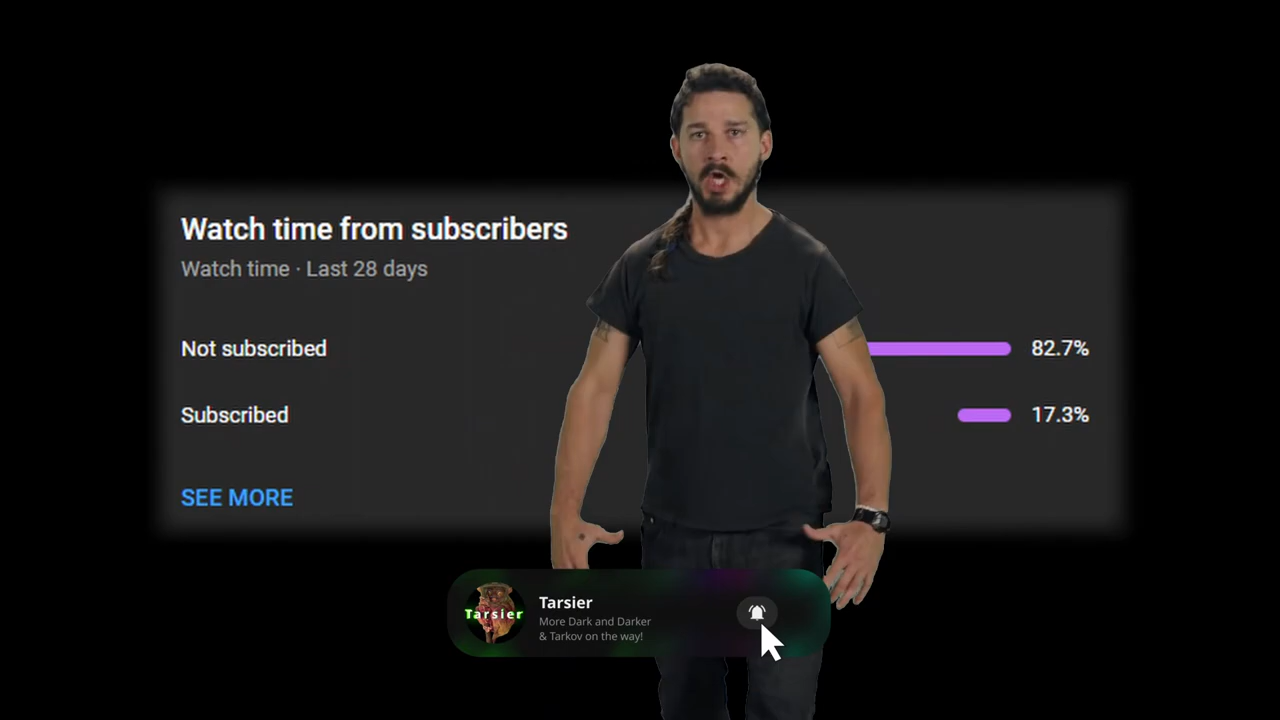 Watch time from subscribers
Watch time · Last 28 days
Not subscribed 82.7%
Subscribed 17.3%
SEE MORE
Tarsier
Tarsier
More Dark and Darker
& Tarkov on the way!